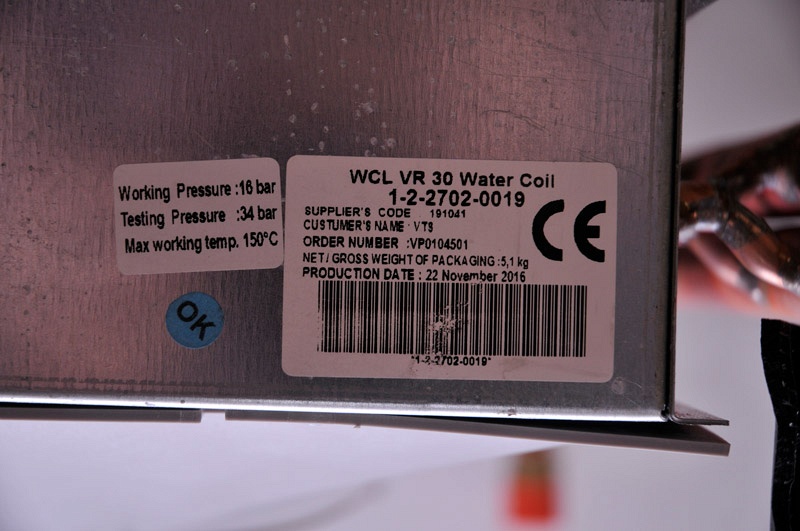 Working Pressure :16 bar
Testing Pressure :34 bar
Max working temp. 150°C
OK
WCL VR 30 Water Coil
1-2-2702-0019
SUPPLIER'S CODE 191041
CUSTUMER'S NAME : VTS
ORDER NUMBER :VP0104501
NET/GROSS WEIGHT OF PACKAGING :5,1 kg
PRODUCTION DATE : 22 November 2016
CE
*1-2-2702-0019*